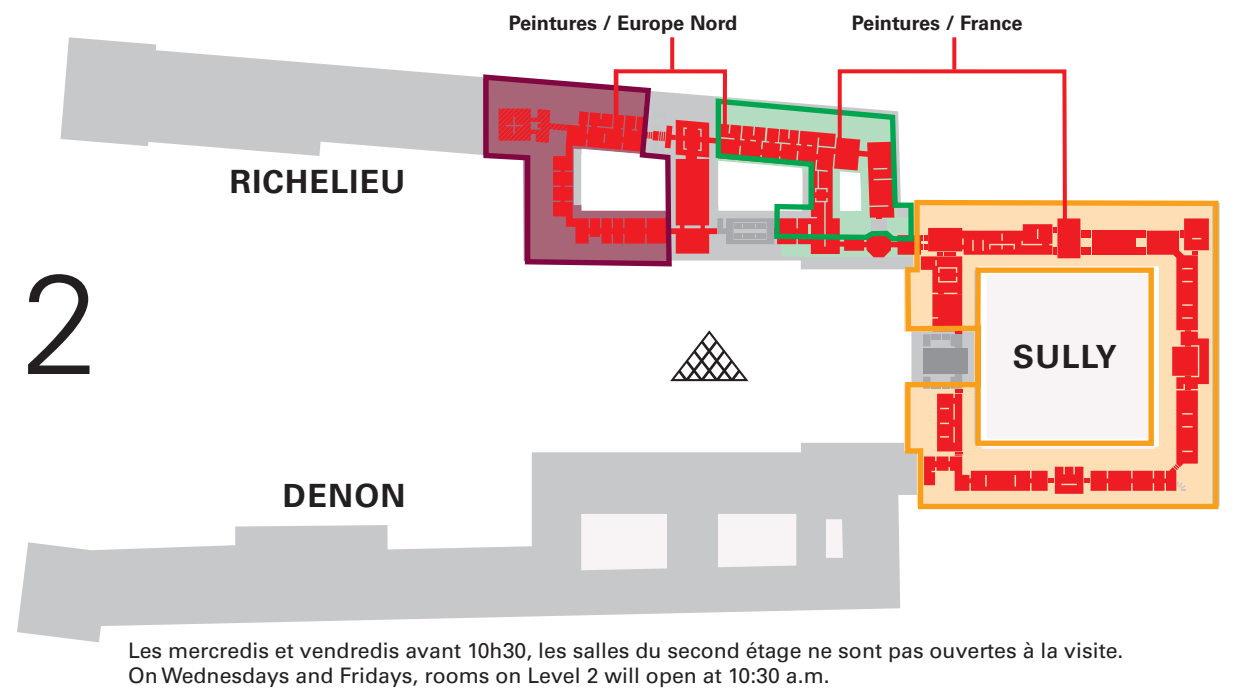 Peintures / Europe Nord
Peintures / France
RICHELIEU
2
SULLY
DENON
Les mercredis et vendredis avant 10h30, les salles du second étage ne sont pas ouvertes à la visite.
On Wednesdays and Fridays, rooms on Level 2 will open at 10:30 a.m.